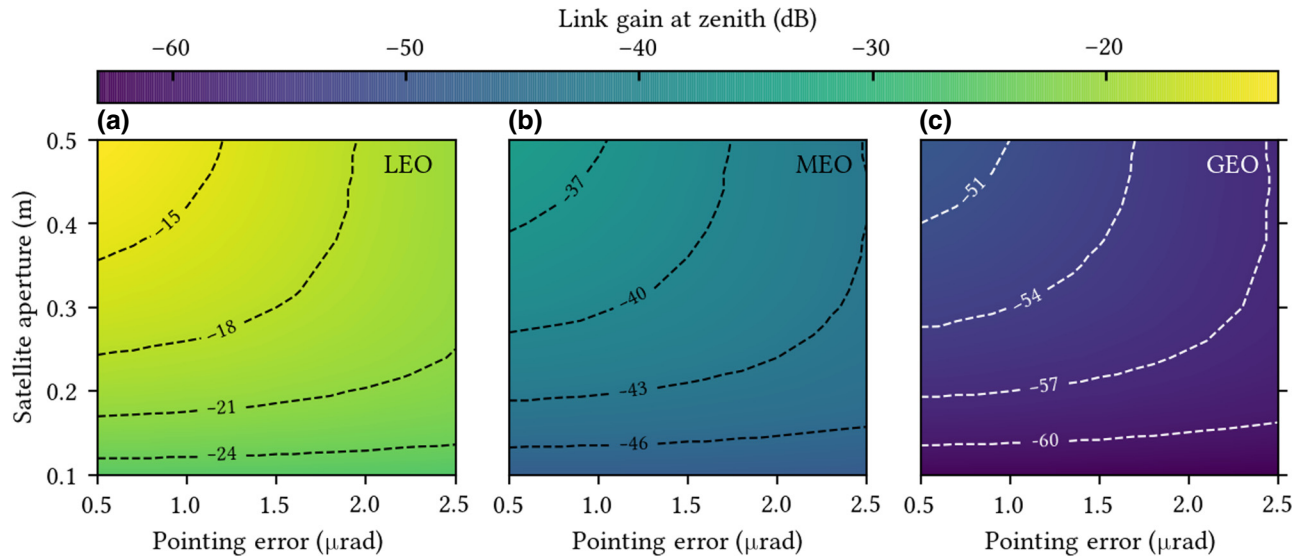 Link gain at zenith (dB)
−60 −50 −40 −30 −20
(a) (b) (c)
Satellite aperture (m)
0.5
0.4
0.3
0.2
0.1
LEO
−15
−18
−21
−24
0.5 1.0 1.5 2.0 2.5
Pointing error (μrad)
MEO
−37
−40
−43
−46
0.5 1.0 1.5 2.0 2.5
Pointing error (μrad)
GEO
−51
−54
−57
−60
0.5 1.0 1.5 2.0 2.5
Pointing error (μrad)